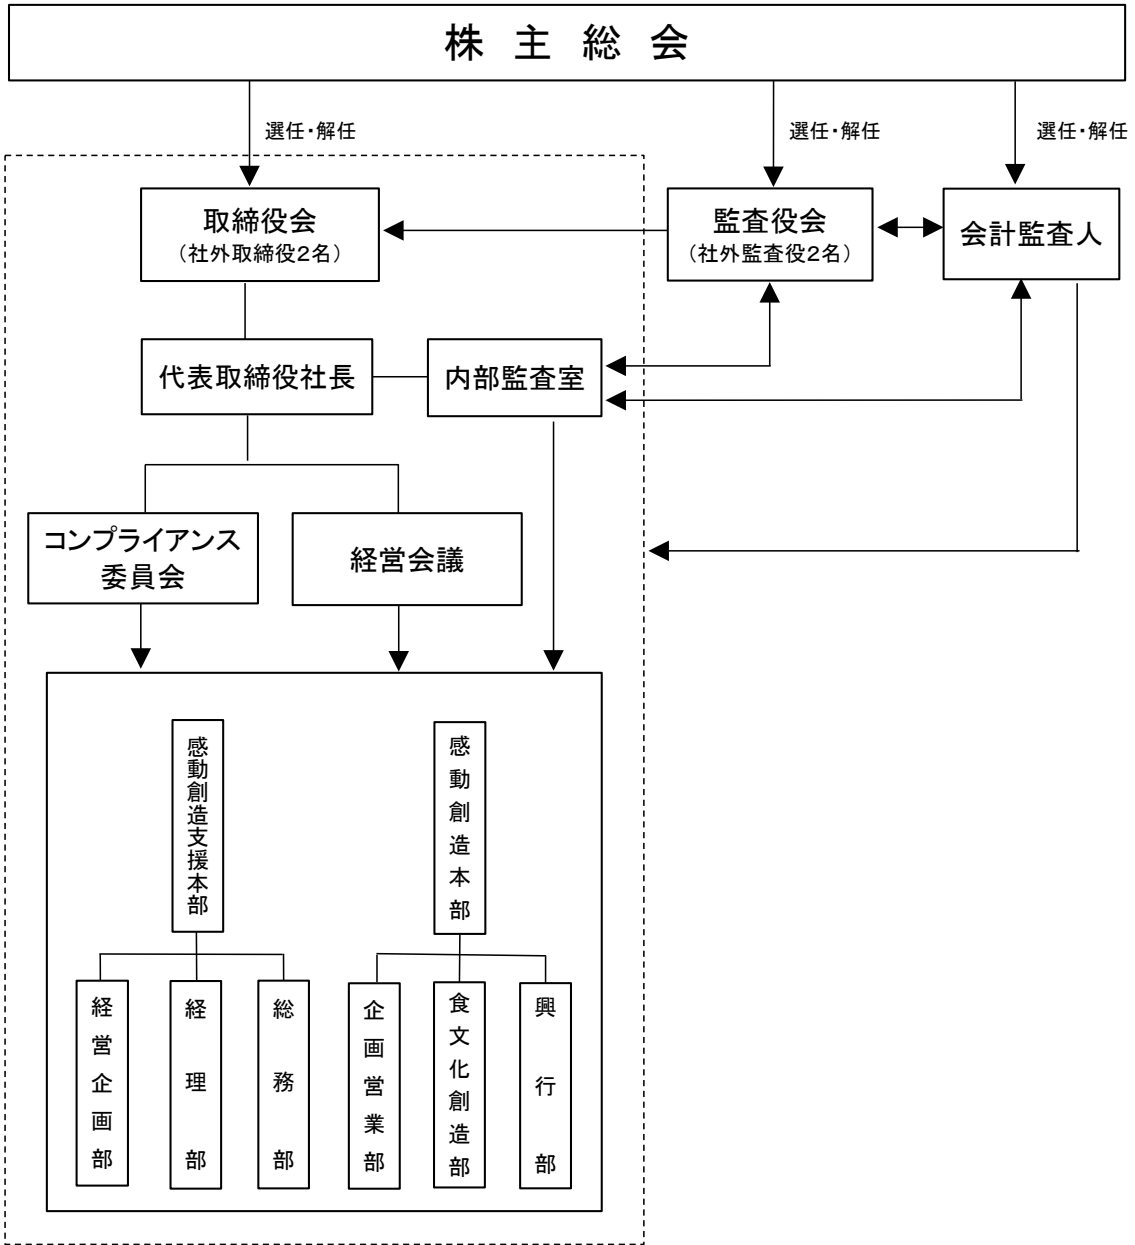 株主総会
選任・解任
選任・解任
選任・解任
取締役会
（社外取締役２名）
監査役会
（社外監査役２名）
会計監査人
代表取締役社長
内部監査室
コンプライアンス
委員会
経営会議
感動創造支援本部
感動創造本部
経営企画部
経理部
総務部
企画営業部
食文化創造部
興行部